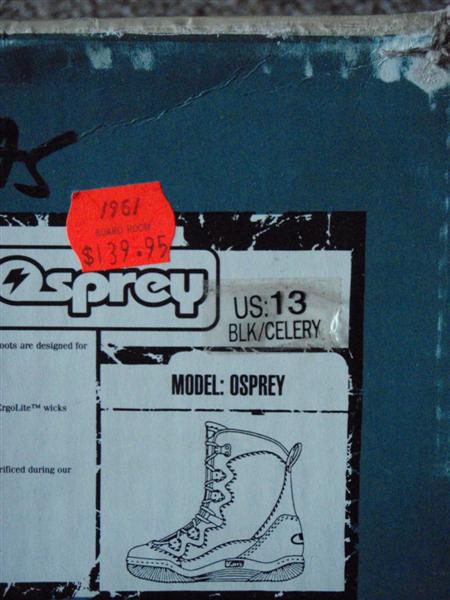 1961
BOARD ROOM
$139.95
Osprey
US:13
BLK/CELERY
oots are designed for
MODEL: OSPREY
ErgoLite™ wicks
rificed during our